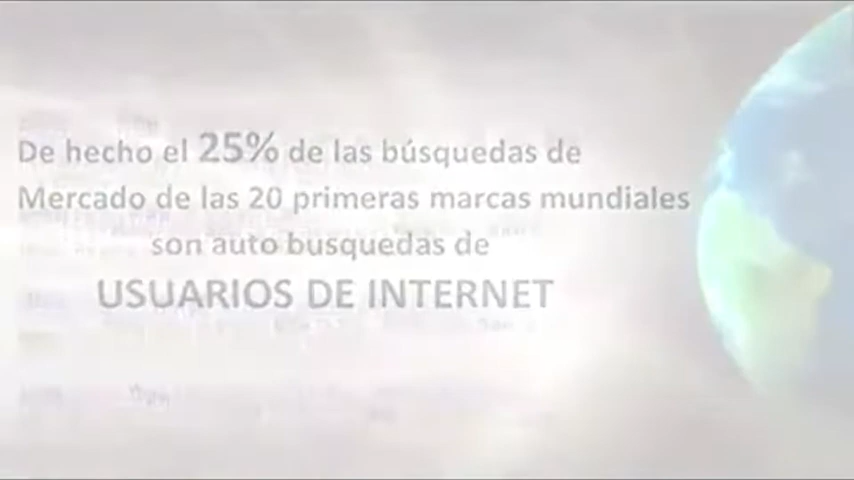 De hecho el 25% de las búsquedas de
Mercado de las 20 primeras marcas mundiales
son auto busquedas de
USUARIOS DE INTERNET